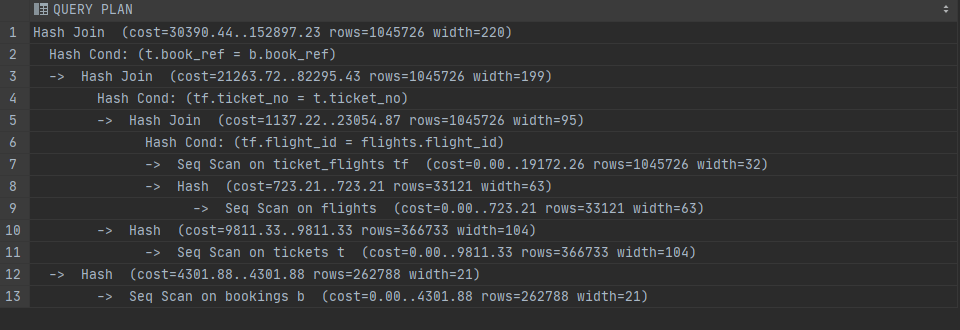 QUERY PLAN
1 Hash Join (cost=30390.44..152897.23 rows=1045726 width=220)
2 Hash Cond: (t.book_ref = b.book_ref)
3 -> Hash Join (cost=21263.72..82295.43 rows=1045726 width=199)
4 Hash Cond: (tf.ticket_no = t.ticket_no)
5 -> Hash Join (cost=1137.22..23054.87 rows=1045726 width=95)
6 Hash Cond: (tf.flight_id = flights.flight_id)
7 -> Seq Scan on ticket_flights tf (cost=0.00..19172.26 rows=1045726 width=32)
8 -> Hash (cost=723.21..723.21 rows=33121 width=63)
9 -> Seq Scan on flights (cost=0.00..723.21 rows=33121 width=63)
10 -> Hash (cost=9811.33..9811.33 rows=366733 width=104)
11 -> Seq Scan on tickets t (cost=0.00..9811.33 rows=366733 width=104)
12 -> Hash (cost=4301.88..4301.88 rows=262788 width=21)
13 -> Seq Scan on bookings b (cost=0.00..4301.88 rows=262788 width=21)